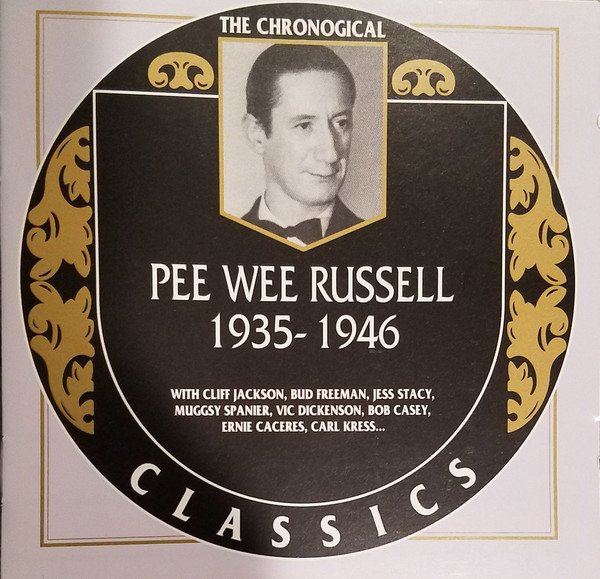 THE CHRONOGICAL
PEE WEE RUSSELL
1935-1946
WITH CLIFF JACKSON, BUD FREEMAN, JESS STACY,
MUGGSY SPANIER, VIC DICKENSON, BOB CASEY,
ERNIE CACERES, CARL KRESS...
CLASSICS